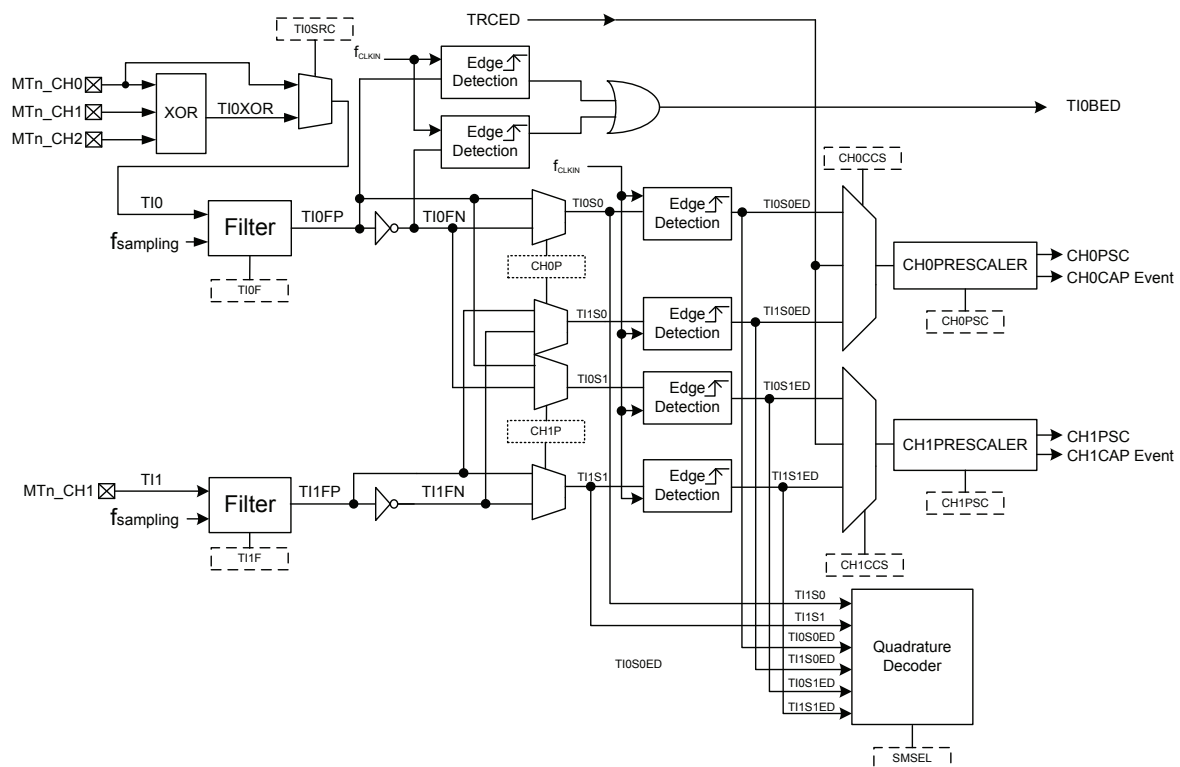 TRCED
TI0SRC
fCLKIN
Edge
Detection
MTn_CH0
MTn_CH1
MTn_CH2
XOR
TI0XOR
TI0BED
Edge
Detection
CH0CCS
fCLKIN
TI0
Filter
fsampling
TI0F
TI0FP
TI0FN
TI0S0
CH0P
Edge
Detection
TI0S0ED
CH0PRESCALER
CH0PSC
CH0CAP Event
CH0PSC
TI1S0
Edge
Detection
TI1S0ED
TI0S1
Edge
Detection
TI0S1ED
CH1P
CH1PRESCALER
CH1PSC
CH1CAP Event
CH1PSC
MTn_CH1
TI1
Filter
fsampling
TI1F
TI1FP
TI1FN
TI1S1
Edge
Detection
TI1S1ED
CH1CCS
TI1S0
TI1S1
TI0S0ED
TI1S0ED
TI0S1ED
TI1S1ED
Quadrature
Decoder
TI0S0ED
SMSEL